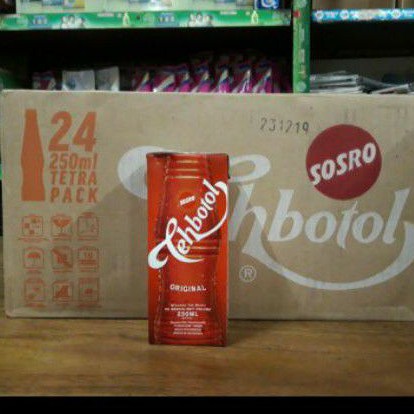 24
250ml
TETRA
PACK
231219
SOSRO
Tehbotol
®
SOSRO
Tehbotol
ORIGINAL
250ML